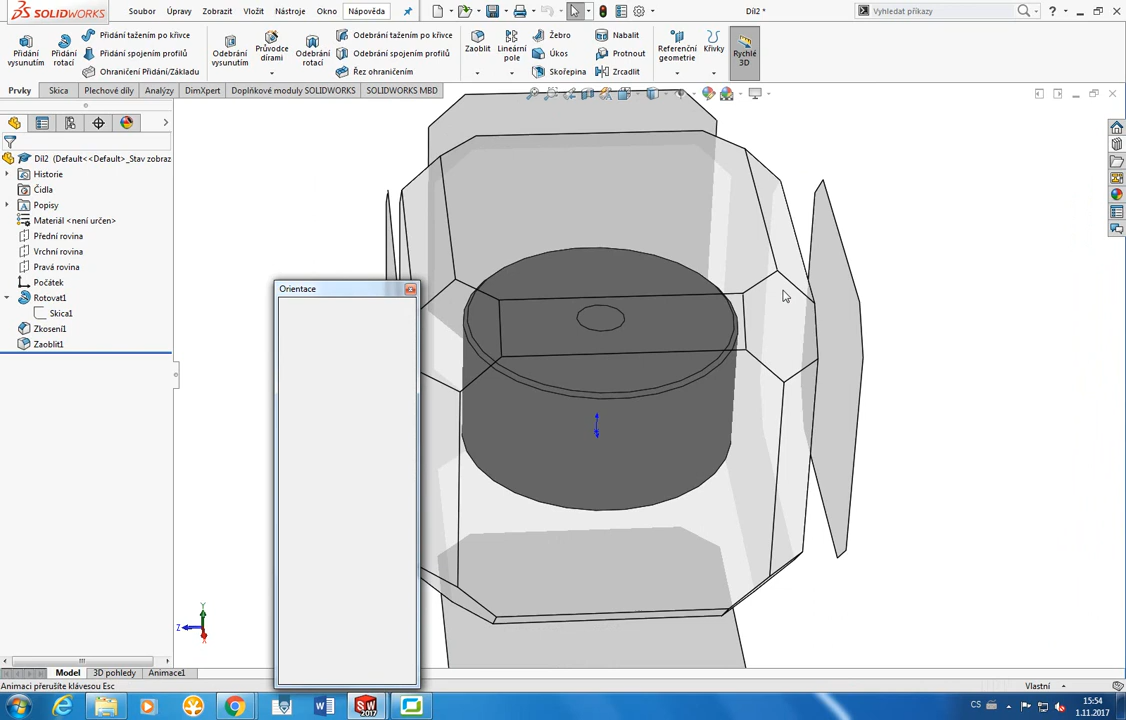 SOLIDWORKS
Soubor
Úpravy
Zobrazit
Vložit
Nástroje
Okno
Nápověda
Díl2 *
Vyhledat příkazy
?
Přidání vysunutím
Přidání rotací
Přidání tažením po křivce
Přidání spojením profilů
Ohraničení Přidání/Základu
Odebrání vysunutím
Průvodce dírami
Odebrání rotací
Odebrání tažením po křivce
Odebrání spojením profilů
Řez ohraničením
Zaoblit
Lineární pole
Žebro
Úkos
Skořepina
Nabalit
Protnout
Zrcadlit
Referenční geometrie
Křivky
Rychlé 3D
Prvky
Skica
Plechové díly
Analýzy
DimXpert
Doplňkové moduly SOLIDWORKS
SOLIDWORKS MBD
Díl2 (Default<<Default>_Stav zobraz
Historie
Čidla
Popisy
Materiál <není určen>
Přední rovina
Vrchní rovina
Pravá rovina
Počátek
Rotovat1
Skica1
Zkosení1
Zaoblit1
Orientace
Y
Z
X
Model
3D pohledy
Animace1
Animaci přerušíte klávesou Esc
Vlastní
SW
2017
CS
15:54
1.11.2017